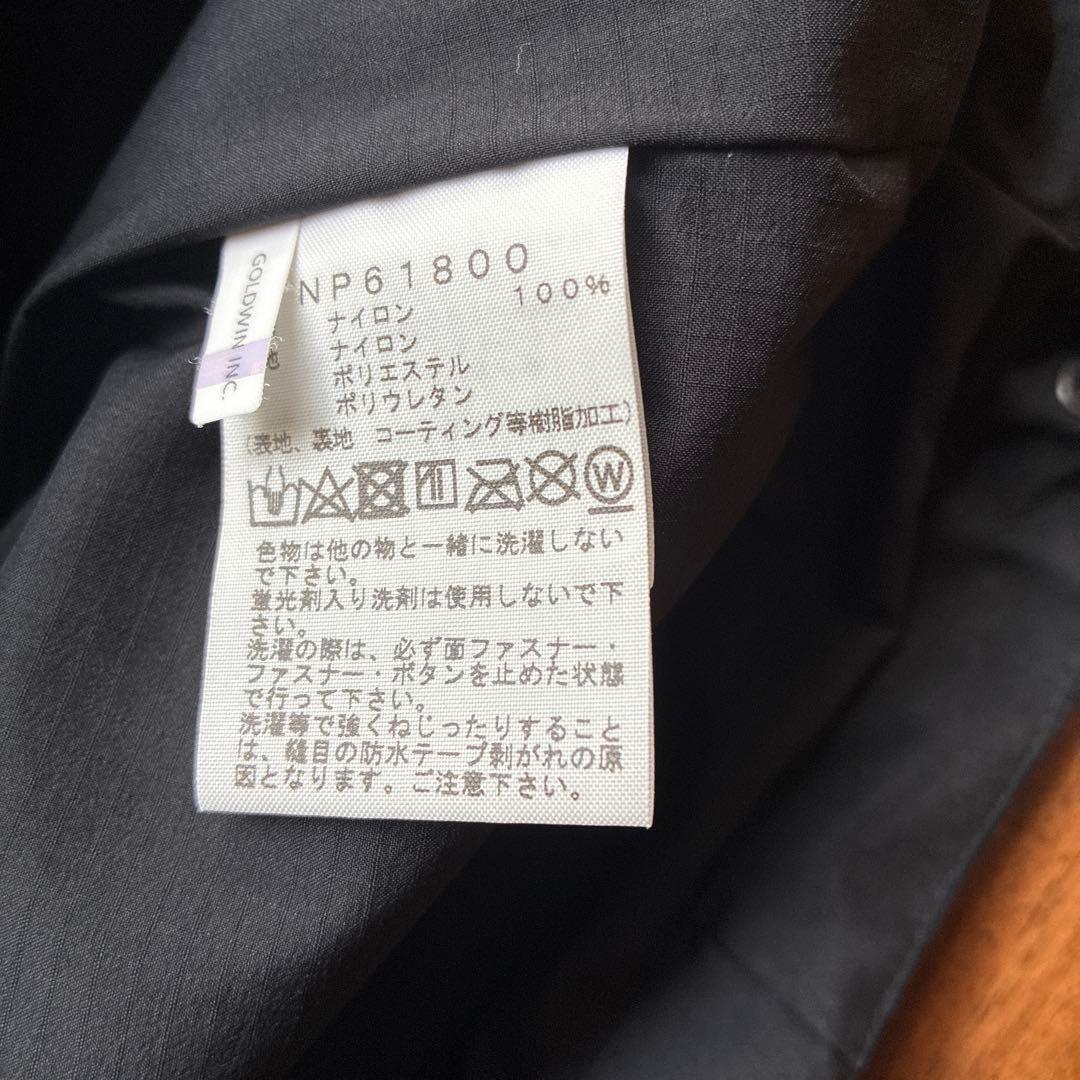 GOLDWIN INC.
NP61800
ナイロン 100%
ナイロン
地 ポリエステル
ポリウレタン
(表地、裏地 コーティング等樹脂加工)
W
色物は他の物と一緒に洗濯しない
で下さい。
蛍光剤入り洗剤は使用しないで下
さい。
洗濯の際は、必ず面ファスナー・
ファスナー・ボタンを止めた状態
で行って下さい。
洗濯等で強くねじったりすること
は、縫目の防水テープ剥がれの原
因となります。ご注意下さい。